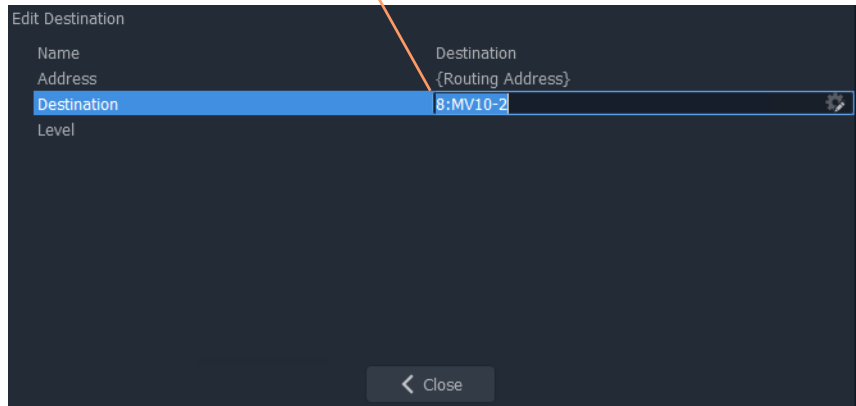 Edit Destination
Name Destination
Address {Routing Address}
Destination 8:MV10-2
Level
Close